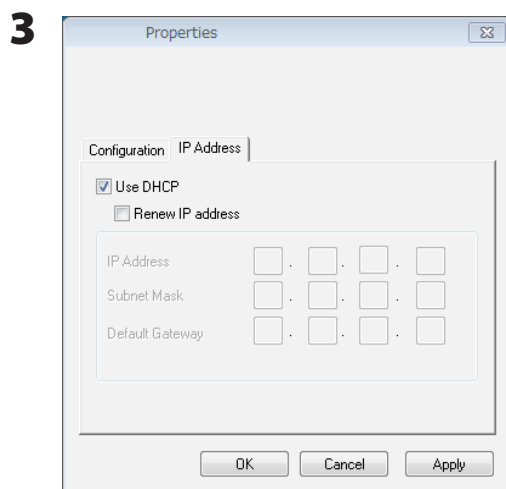 3
Properties
Configuration IP Address
Use DHCP
Renew IP address
IP Address . . .
Subnet Mask . . .
Default Gateway . . .
OK Cancel Apply